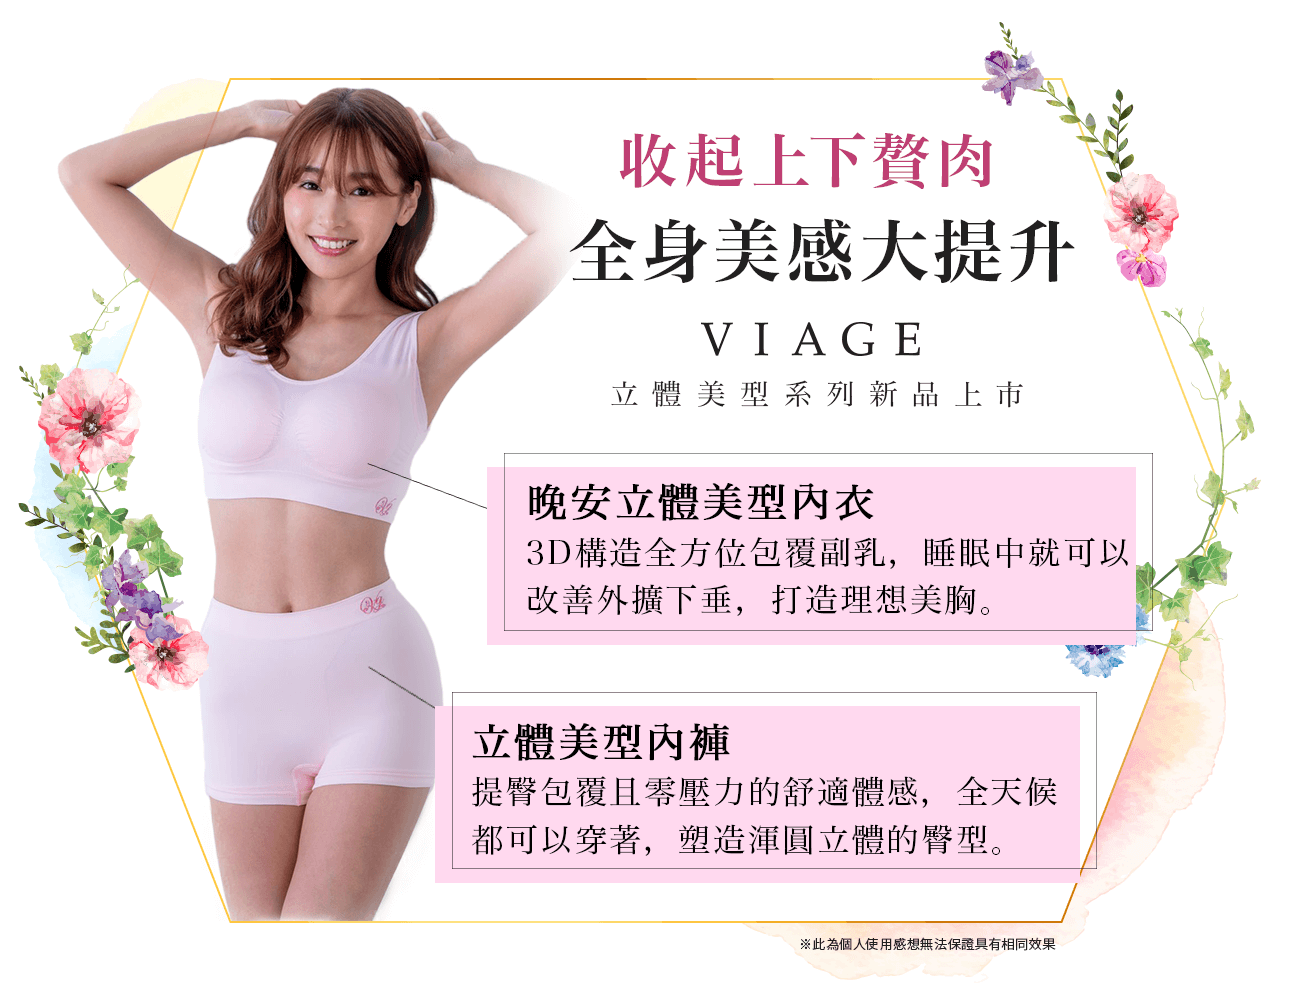 收起上下贅肉
全身美感大提升
VIAGE
立體美型系列新品上市
晚安立體美型內衣
3D構造全方位包覆副乳，睡眠中就可以
改善外擴下垂，打造理想美胸。
立體美型內褲
提臀包覆且零壓力的舒適體感，全天候
都可以穿著，塑造渾圓立體的臀型。
※此為個人使用感想無法保證具有相同效果